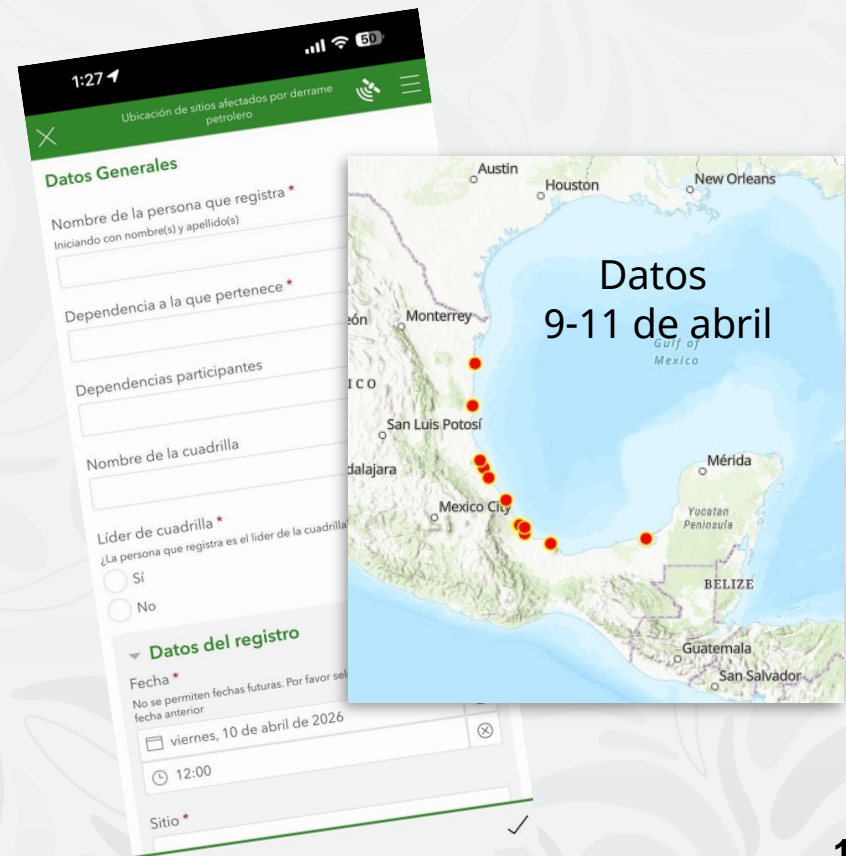 1:27
50
Ubicación de sitios afectados por derrame
petrolero
Datos Generales
Nombre de la persona que registra *
Iniciando con nombre(s) y apellido(s)
Dependencia a la que pertenece *
Dependencias participantes
Nombre de la cuadrilla
Líder de cuadrilla *
¿La persona que registra es el lider de la cuadrilla?
Sí
No
Datos del registro
Fecha *
No se permiten fechas futuras. Por favor
fecha anterior
viernes, 10 de abril de 2026
12:00
Sitio *
Austin
Houston
New Orleans
Datos
9-11 de abril
Gulf of
Mexico
Monterrey
San Luis Potosí
Mexico City
Mérida
Yucatan
Peninsula
BELIZE
Guatemala
San Salvador